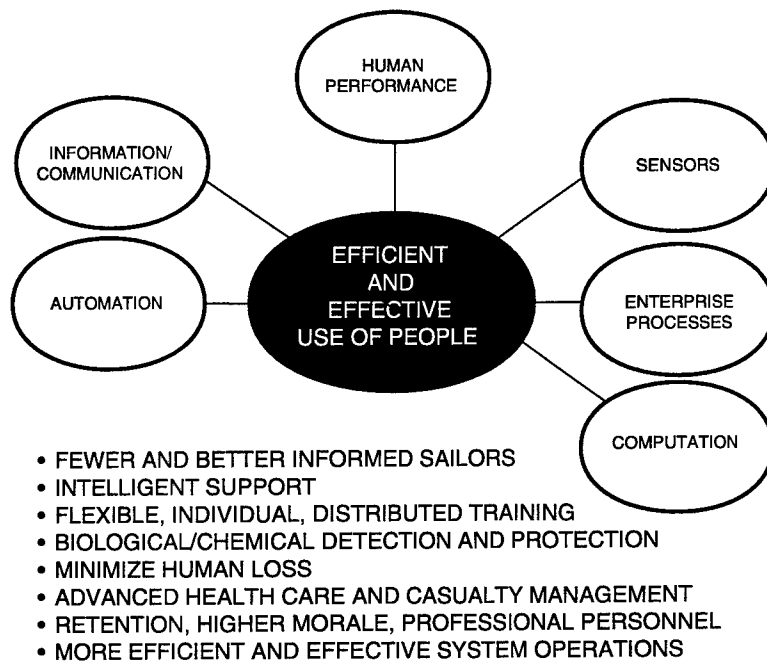 HUMAN
PERFORMANCE
INFORMATION/
COMMUNICATION
SENSORS
EFFICIENT
AND
EFFECTIVE
USE OF PEOPLE
AUTOMATION
ENTERPRISE
PROCESSES
COMPUTATION
• FEWER AND BETTER INFORMED SAILORS
• INTELLIGENT SUPPORT
• FLEXIBLE, INDIVIDUAL, DISTRIBUTED TRAINING
• BIOLOGICAL/CHEMICAL DETECTION AND PROTECTION
• MINIMIZE HUMAN LOSS
• ADVANCED HEALTH CARE AND CASUALTY MANAGEMENT
• RETENTION, HIGHER MORALE, PROFESSIONAL PERSONNEL
• MORE EFFICIENT AND EFFECTIVE SYSTEM OPERATIONS